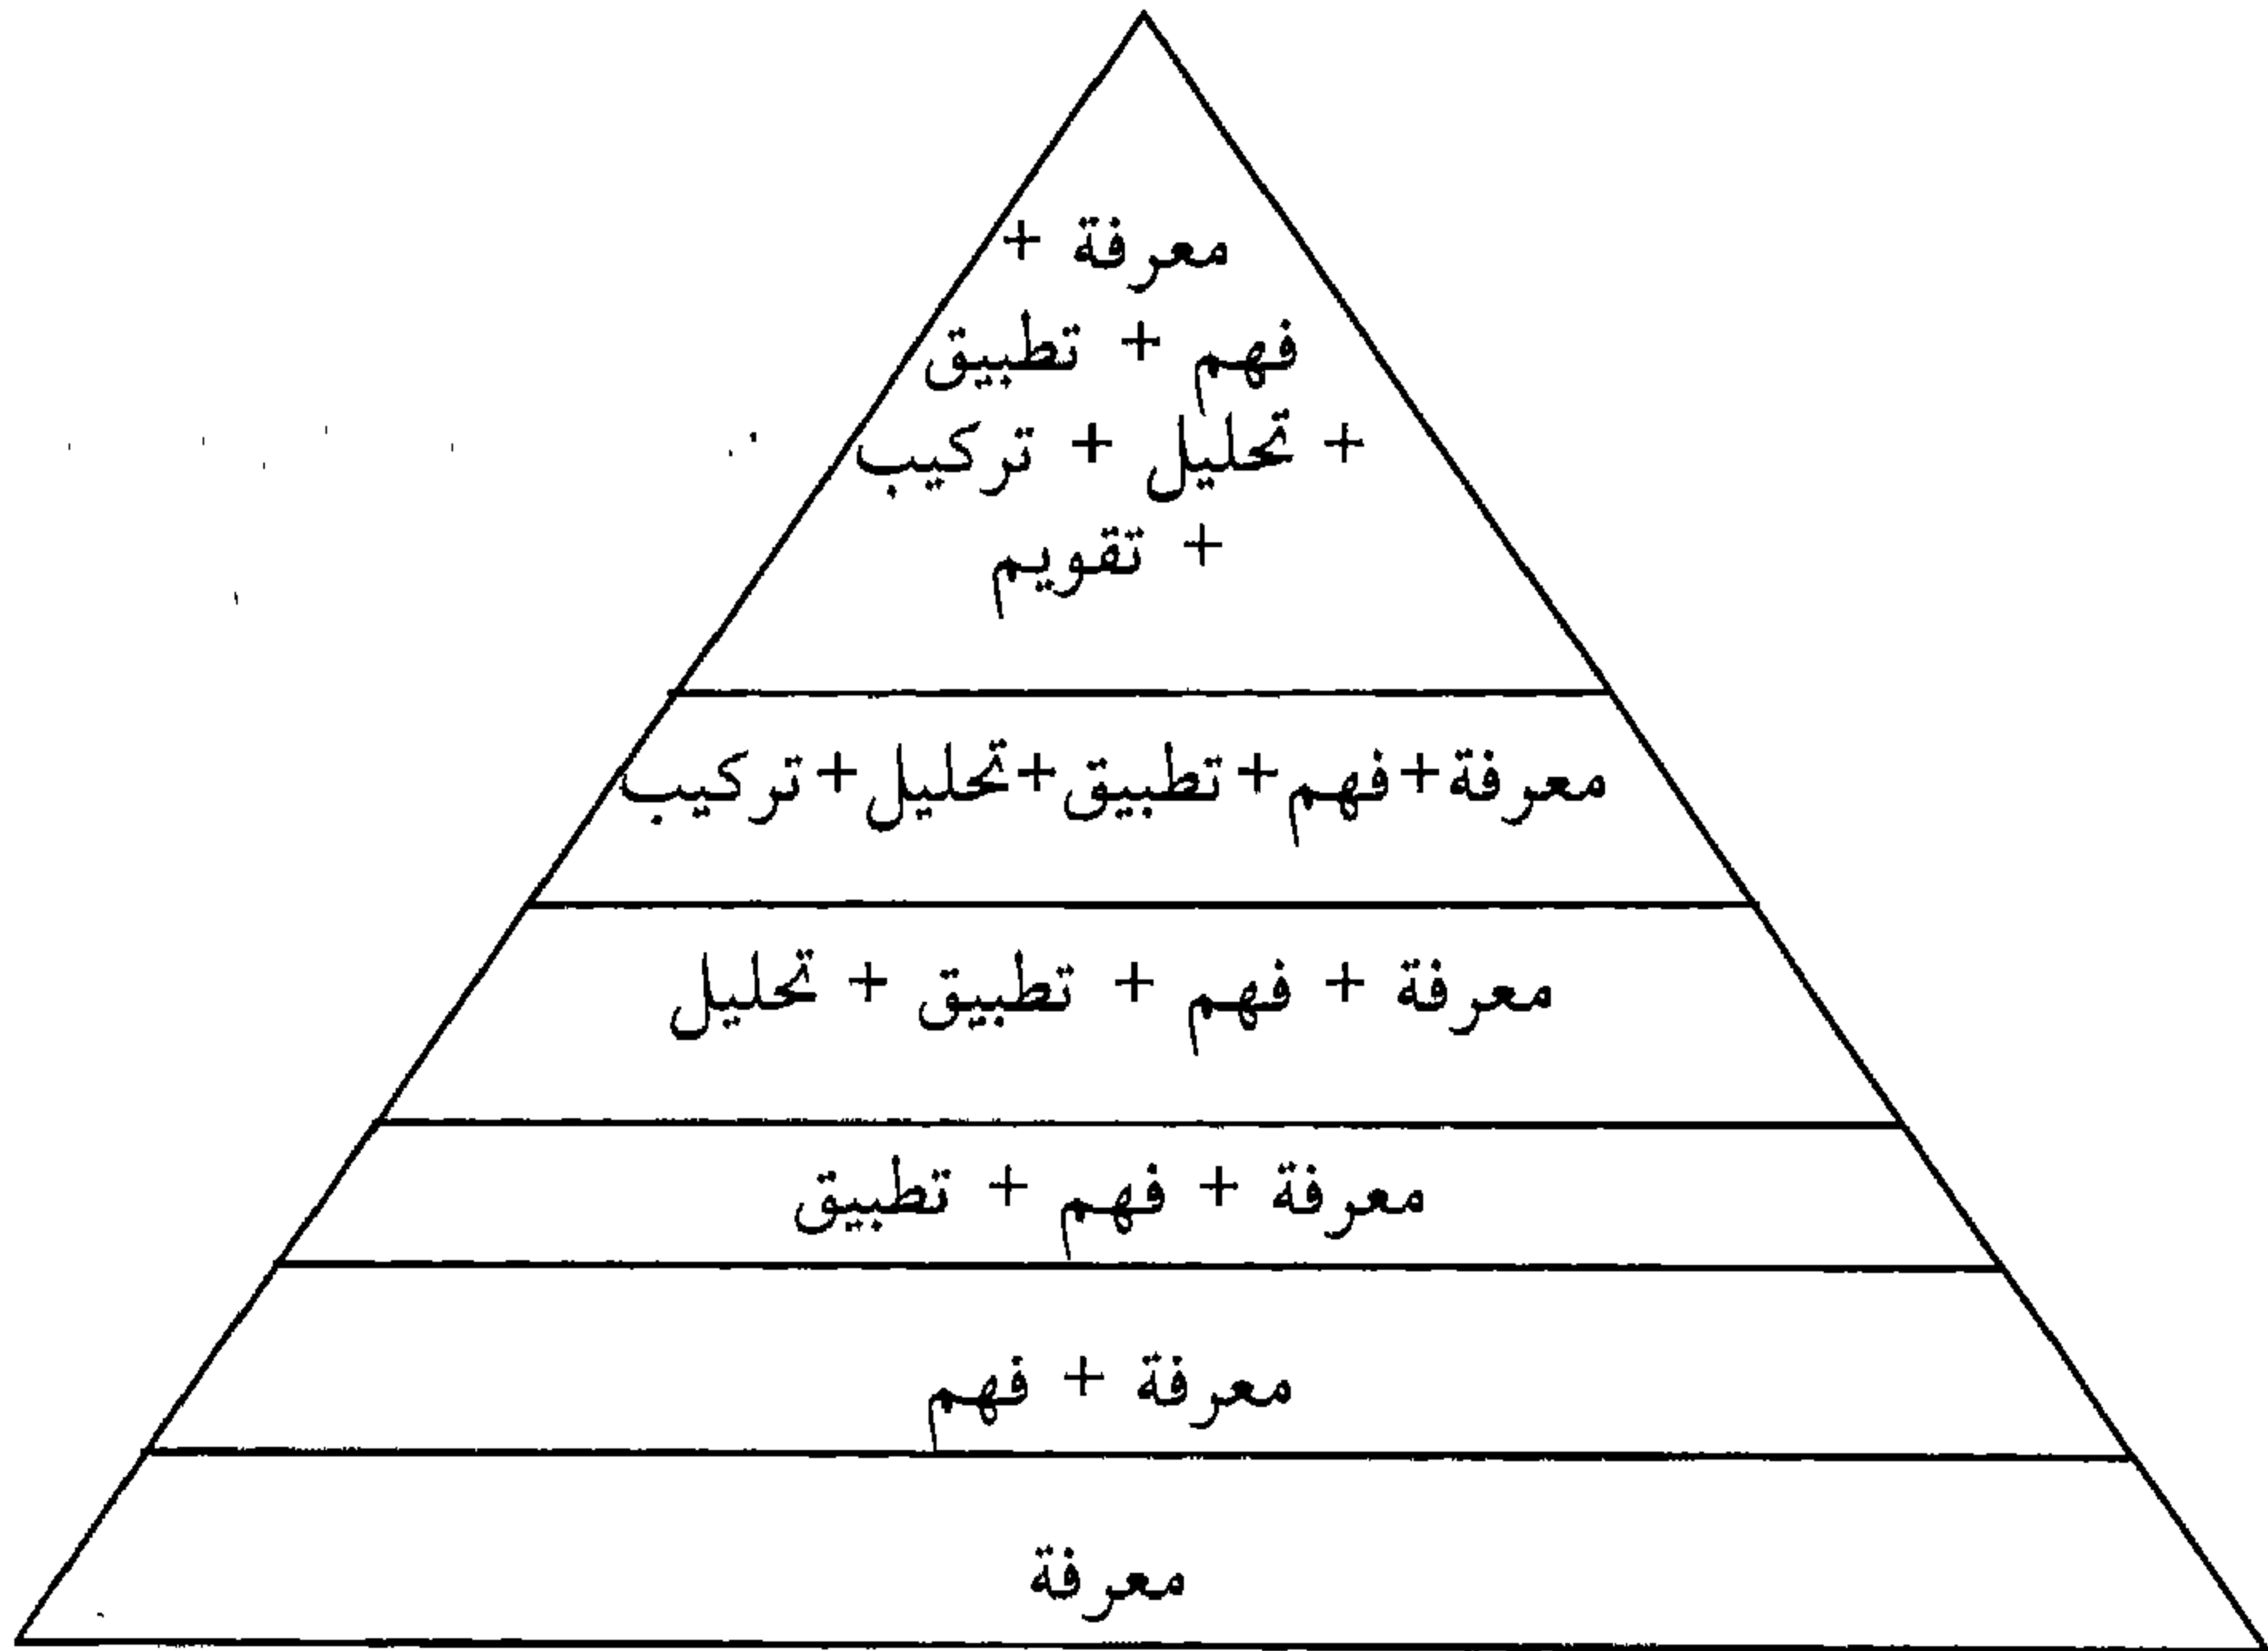 معرفة +
فهم + تطبيق
+ تحليل + تركيب
+ تقويم
معرفة+فهم+تطبيق+تحليل+تركيب
معرفة + فهم + تطبيق + تحليل
معرفة + فهم + تطبيق
معرفة + فهم
معرفة